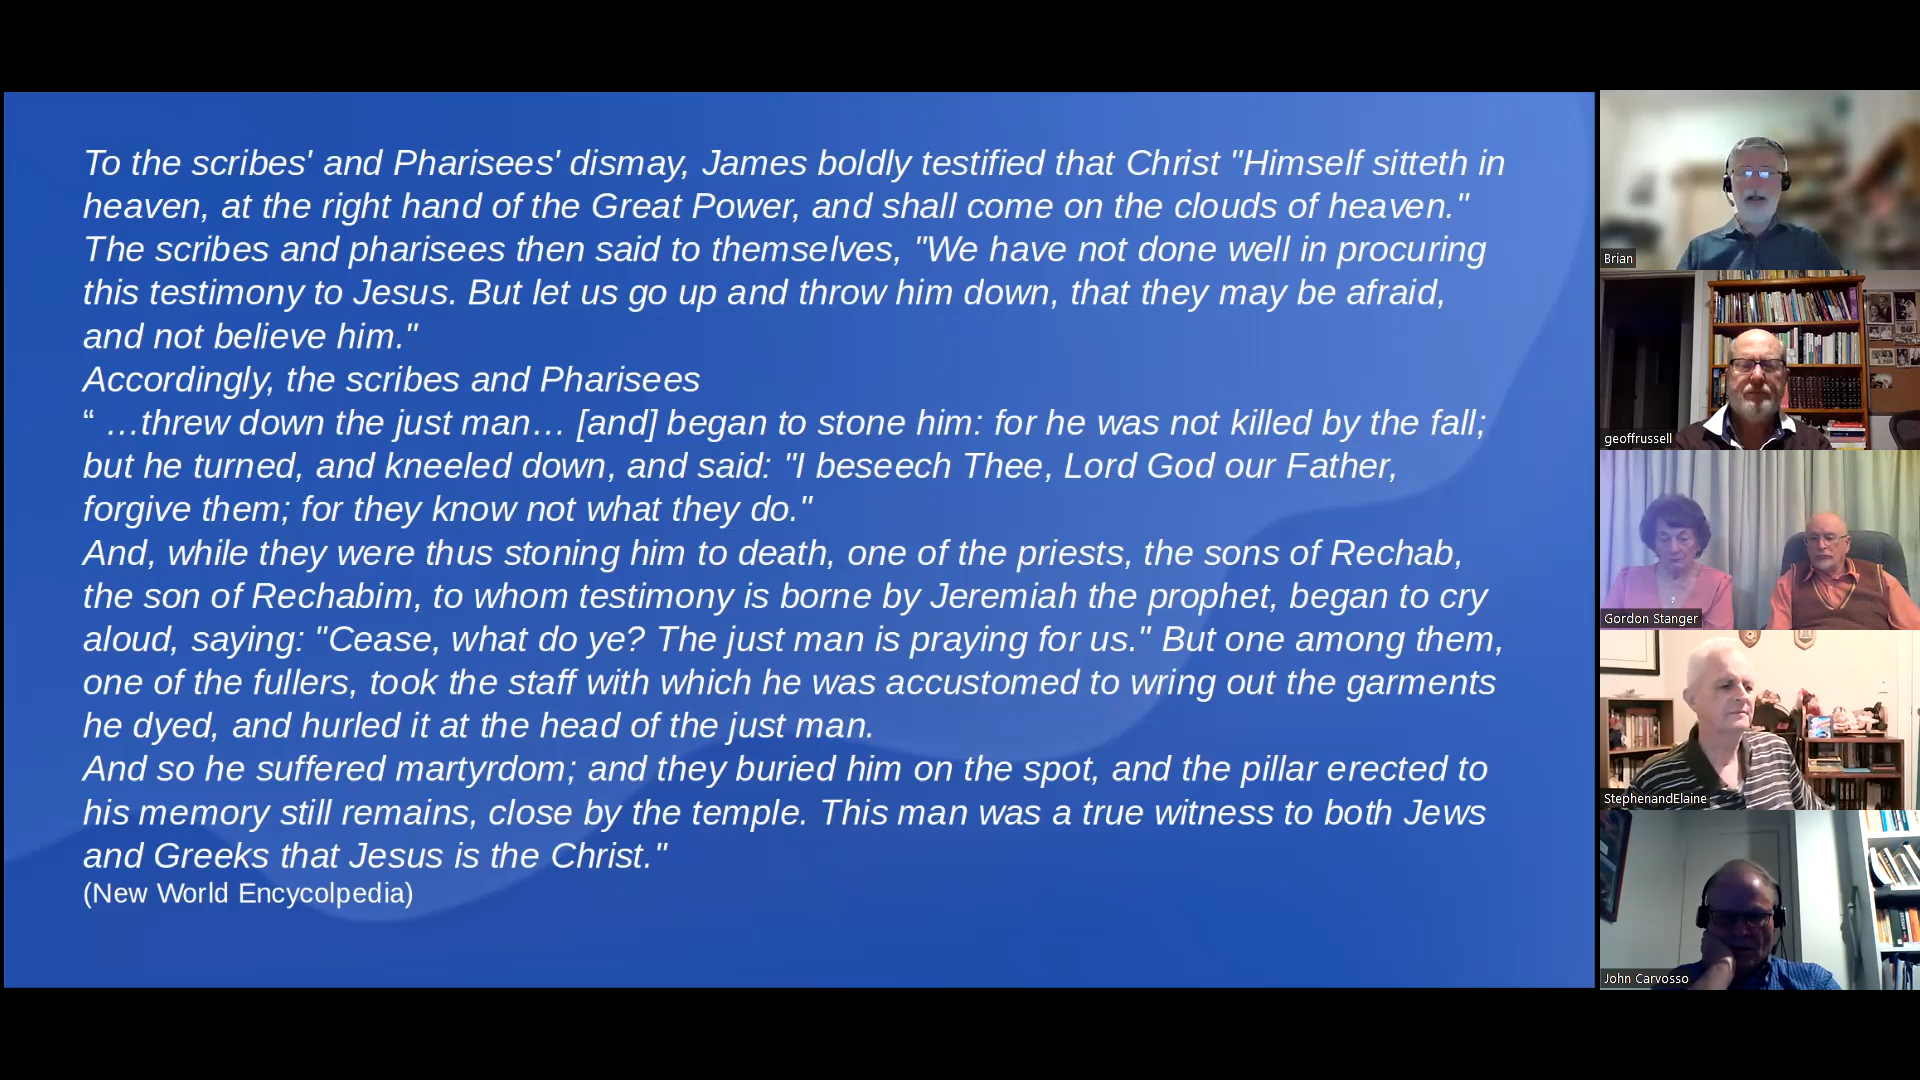 To the scribes' and Pharisees' dismay, James boldly testified that Christ "Himself sitteth in
heaven, at the right hand of the Great Power, and shall come on the clouds of heaven."
The scribes and pharisees then said to themselves, "We have not done well in procuring
this testimony to Jesus. But let us go up and throw him down, that they may be afraid,
and not believe him."
Accordingly, the scribes and Pharisees
“ …threw down the just man… [and] began to stone him: for he was not killed by the fall;
but he turned, and kneeled down, and said: "I beseech Thee, Lord God our Father,
forgive them; for they know not what they do."
And, while they were thus stoning him to death, one of the priests, the sons of Rechab,
the son of Rechabim, to whom testimony is borne by Jeremiah the prophet, began to cry
aloud, saying: "Cease, what do ye? The just man is praying for us." But one among them,
one of the fullers, took the staff with which he was accustomed to wring out the garments
he dyed, and hurled it at the head of the just man.
And so he suffered martyrdom; and they buried him on the spot, and the pillar erected to
his memory still remains, close by the temple. This man was a true witness to both Jews
and Greeks that Jesus is the Christ."
(New World Encycolpedia)
Brian
geoffrussell
Gordon Stanger
StephenandElaine
John Carvosso